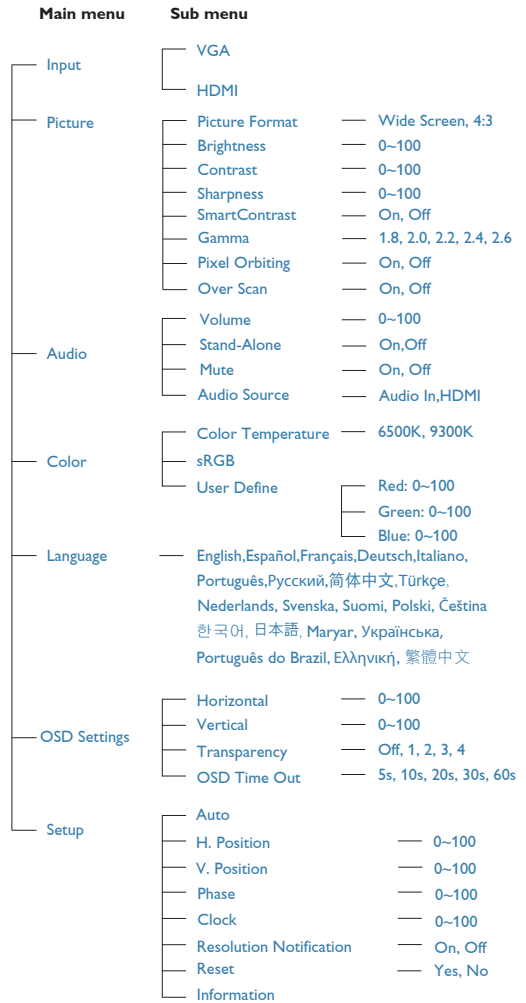 Main menu Sub menu
Input
VGA
HDMI
Picture
Picture Format Wide Screen, 4:3
Brightness 0~100
Contrast 0~100
Sharpness 0~100
SmartContrast On, Off
Gamma 1.8, 2.0, 2.2, 2.4, 2.6
Pixel Orbiting On, Off
Over Scan On, Off
Audio
Volume 0~100
Stand-Alone On,Off
Mute On, Off
Audio Source Audio In,HDMI
Color
Color Temperature 6500K, 9300K
sRGB
User Define Red: 0~100
Green: 0~100
Blue: 0~100
Language English,Español,Français,Deutsch,Italiano,
Português,Русский,简体中文,Türkçe,
Nederlands, Svenska, Suomi, Polski, Čeština
한국어, 日本語, Maryar, Українська,
Português do Brazil, Ελληνική, 繁體中文
OSD Settings
Horizontal 0~100
Vertical 0~100
Transparency Off, 1, 2, 3, 4
OSD Time Out 5s, 10s, 20s, 30s, 60s
Setup
Auto
H. Position 0~100
V. Position 0~100
Phase 0~100
Clock 0~100
Resolution Notification On, Off
Reset Yes, No
Information